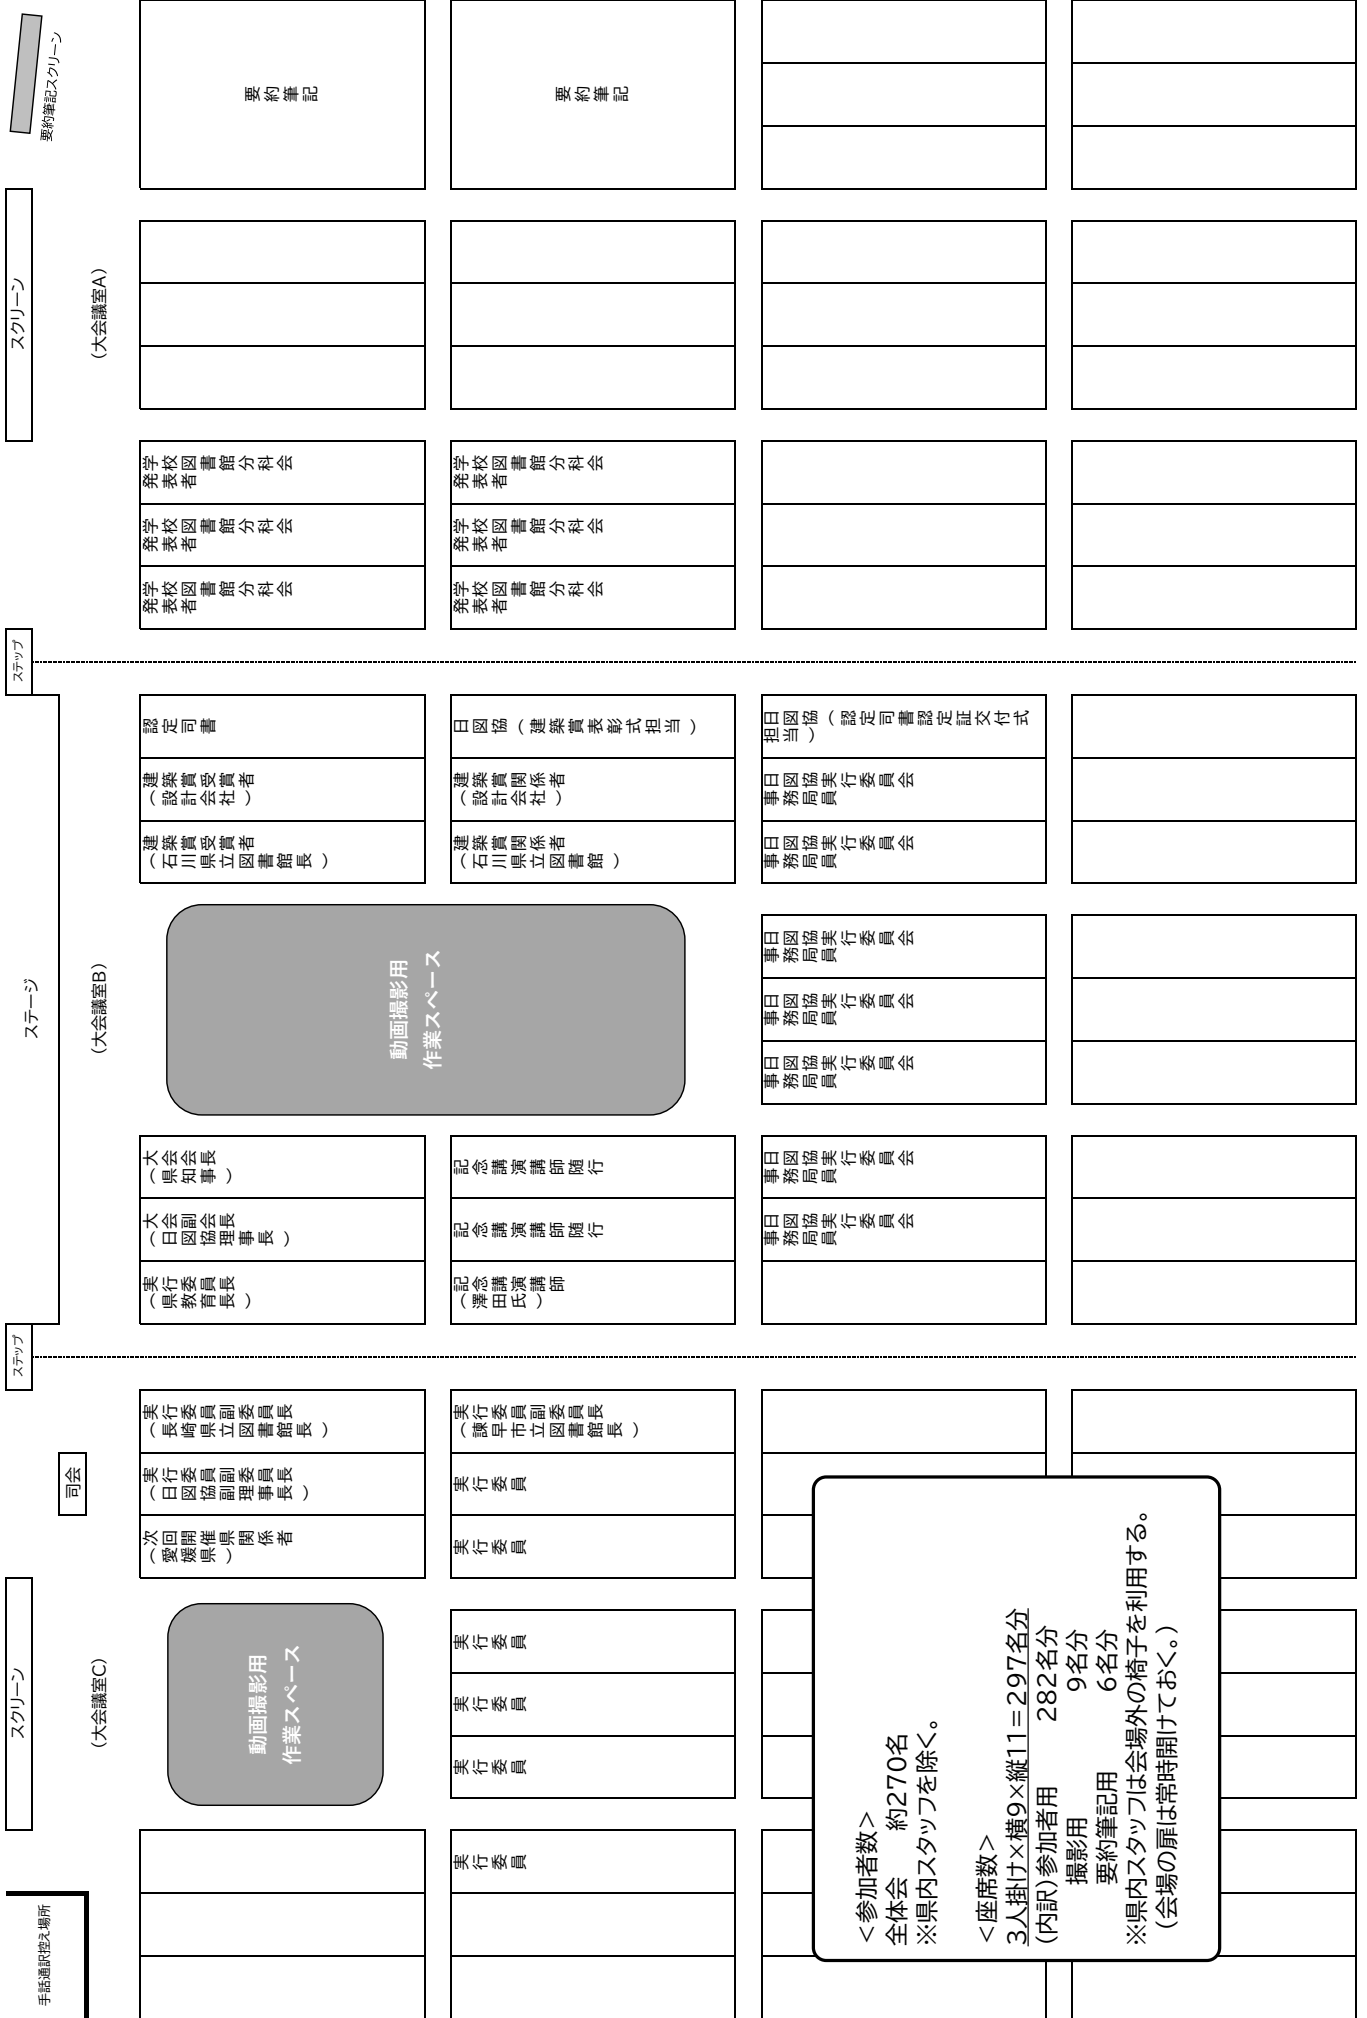 手話通訳控え場所
スクリーン
ステップ
ステージ
ステップ
スクリーン
要約筆記スクリーン
司会
（大会議室C）
（大会議室B）
（大会議室A）
動画撮影用
作業スペース
次回開催県関係者
（愛媛県）
実行委員副委員長
（日図協副理事長）
実行委員副委員長
（長崎県立図書館長）
実行委員長
（県教育長）
大会副会長
（日図協理事長）
大会会長
（県知事）
動画撮影用
作業スペース
建築賞受賞者
（石川県立図書館長）
建築賞受賞者
（設計会社）
認定司書
学校図書館分科会
発表者
学校図書館分科会
発表者
学校図書館分科会
発表者
要約筆記
実行委員
実行委員
実行委員
実行委員
実行委員
実行委員
実行委員副委員長
（諫早市立図書館長）
記念講演講師
（澤田氏）
記念講演講師随行
記念講演講師随行
建築賞関係者
（石川県立図書館）
建築賞関係者
（設計会社）
日図協（建築賞表彰式担当）
学校図書館分科会
発表者
学校図書館分科会
発表者
学校図書館分科会
発表者
要約筆記
日図協実行委員会
事務局員
日図協実行委員会
事務局員
日図協実行委員会
事務局員
日図協実行委員会
事務局員
日図協実行委員会
事務局員
日図協実行委員会
事務局員
日図協実行委員会
事務局員
日図協（認定司書認定証交付式
担当）
＜参加者数＞
全体会　約270名
※県内スタッフを除く。
＜座席数＞
3人掛け×横9×縦11＝297名分
（内訳）参加者用　282名分
撮影用　9名分
要約筆記用　6名分
※県内スタッフは会場外の椅子を利用する。
（会場の扉は常時開けておく。）